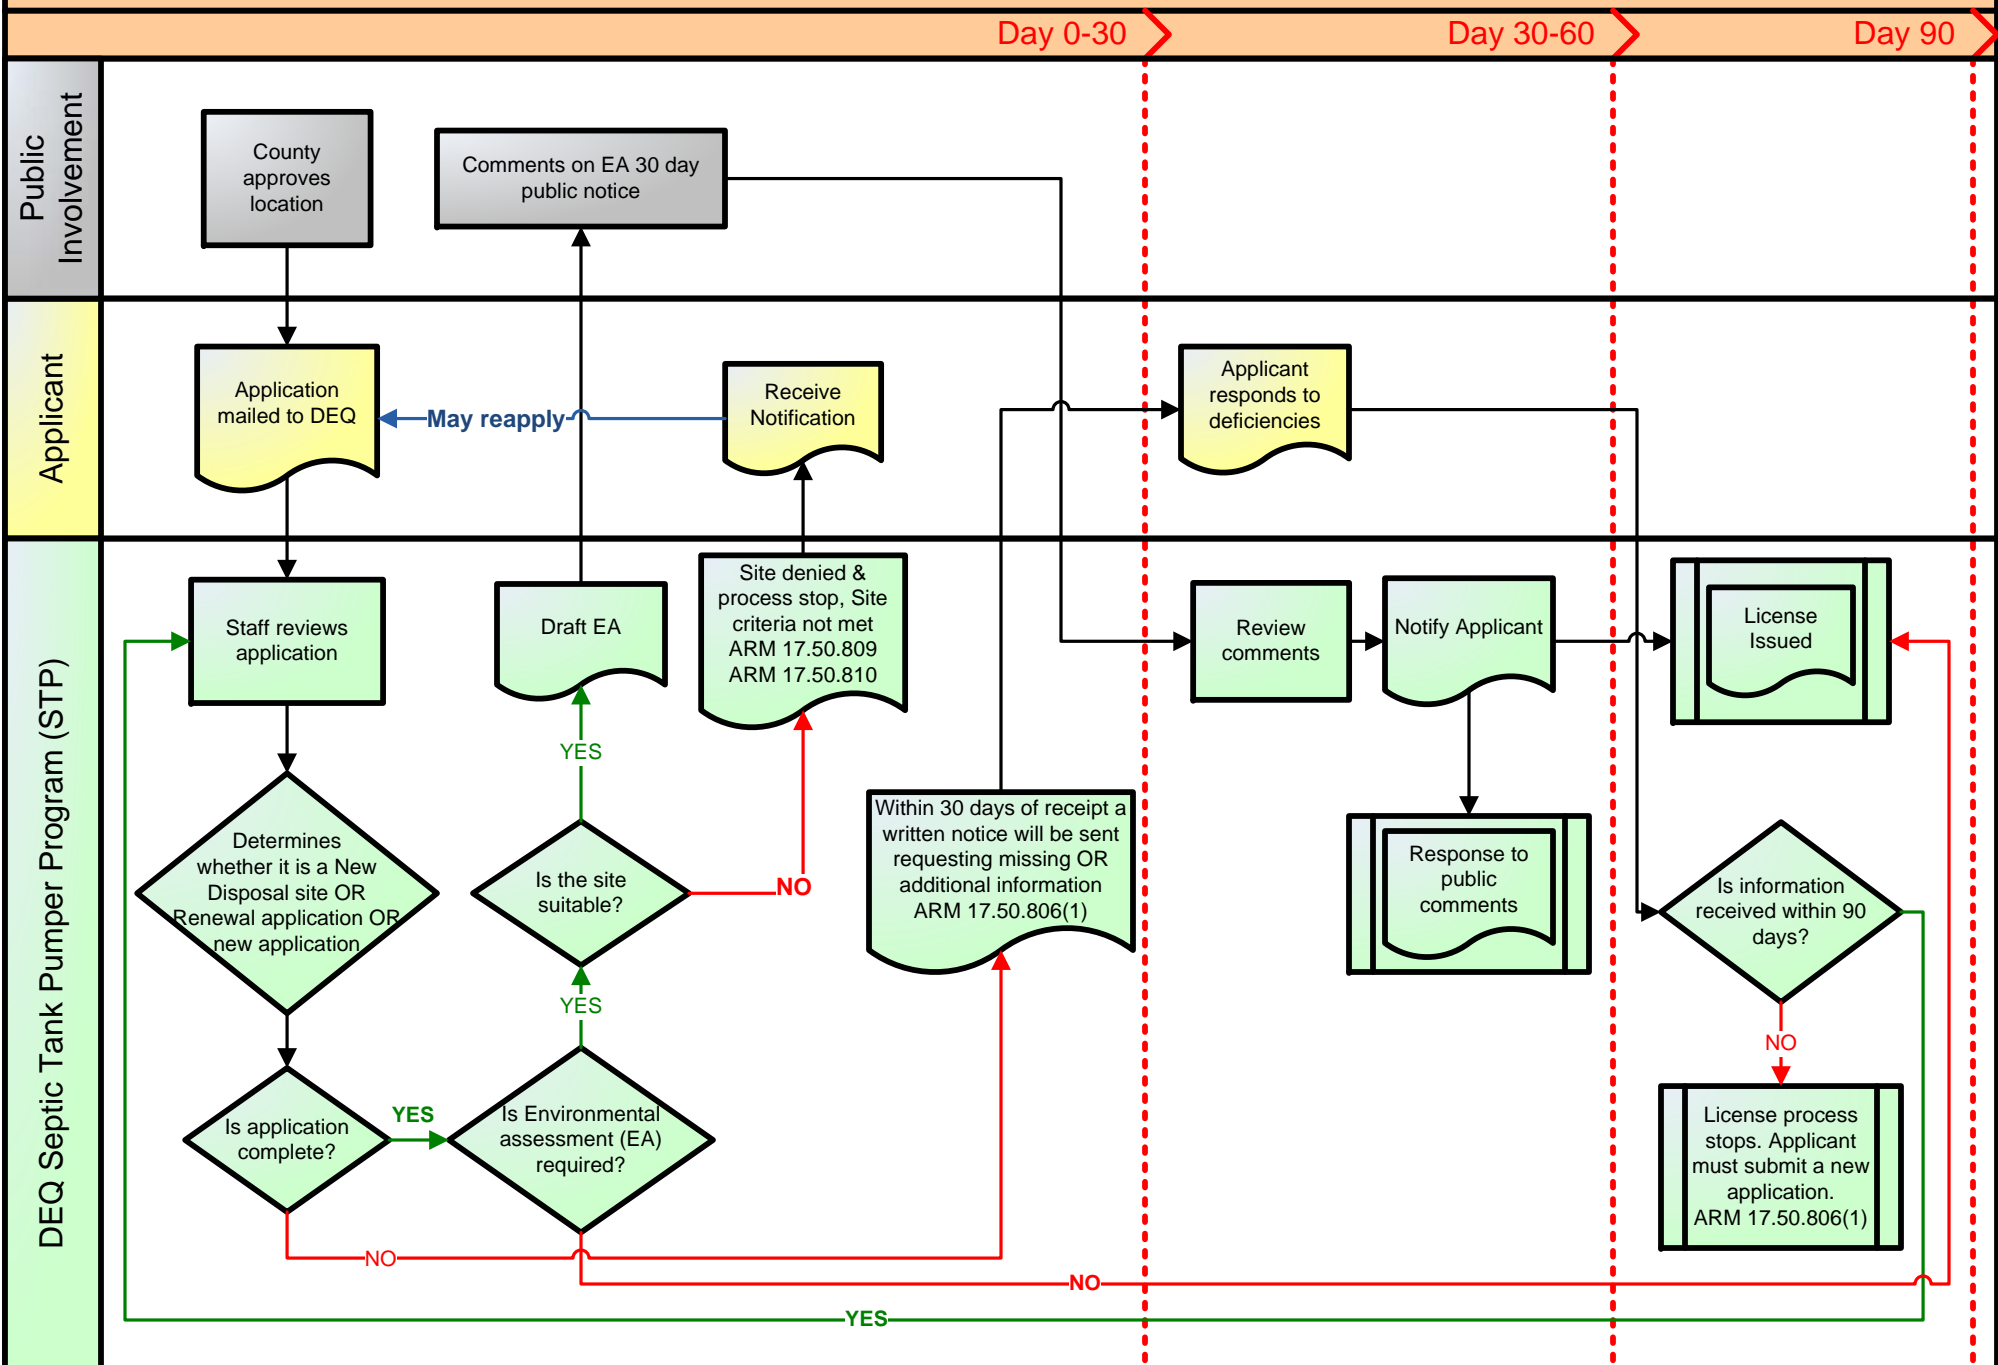 Day 0-30
Day 30-60
Day 90
Public
Involvement
County
approves
location
Comments on EA 30 day
public notice
Applicant
Application
mailed to DEQ
May reapply
Receive
Notification
Applicant
responds to
deficiencies
DEQ Septic Tank Pumper Program (STP)
Staff reviews
application
Draft EA
Site denied &
process stop, Site
criteria not met
ARM 17.50.809
ARM 17.50.810
Review
comments
Notify Applicant
License
Issued
YES
Determines
whether it is a New
Disposal site OR
Renewal application OR
new application
Is the site
suitable?
NO
Within 30 days of receipt a
written notice will be sent
requesting missing OR
additional information
ARM 17.50.806(1)
Response to
public
comments
Is information
received within 90
days?
YES
NO
Is application
complete?
YES
Is Environmental
assessment (EA)
required?
License process
stops. Applicant
must submit a new
application.
ARM 17.50.806(1)
NO
NO
YES